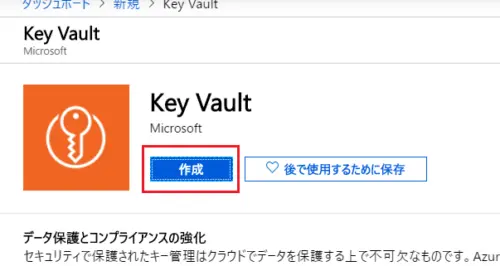 ダッシュボード > 新規 > Key Vault
Key Vault
Microsoft
Key Vault
Microsoft
作成
後で使用するために保存
データ保護とコンプライアンスの強化
セキュリティで保護されたキー管理はクラウドでデータを保護する上で不可欠なものです。Azur